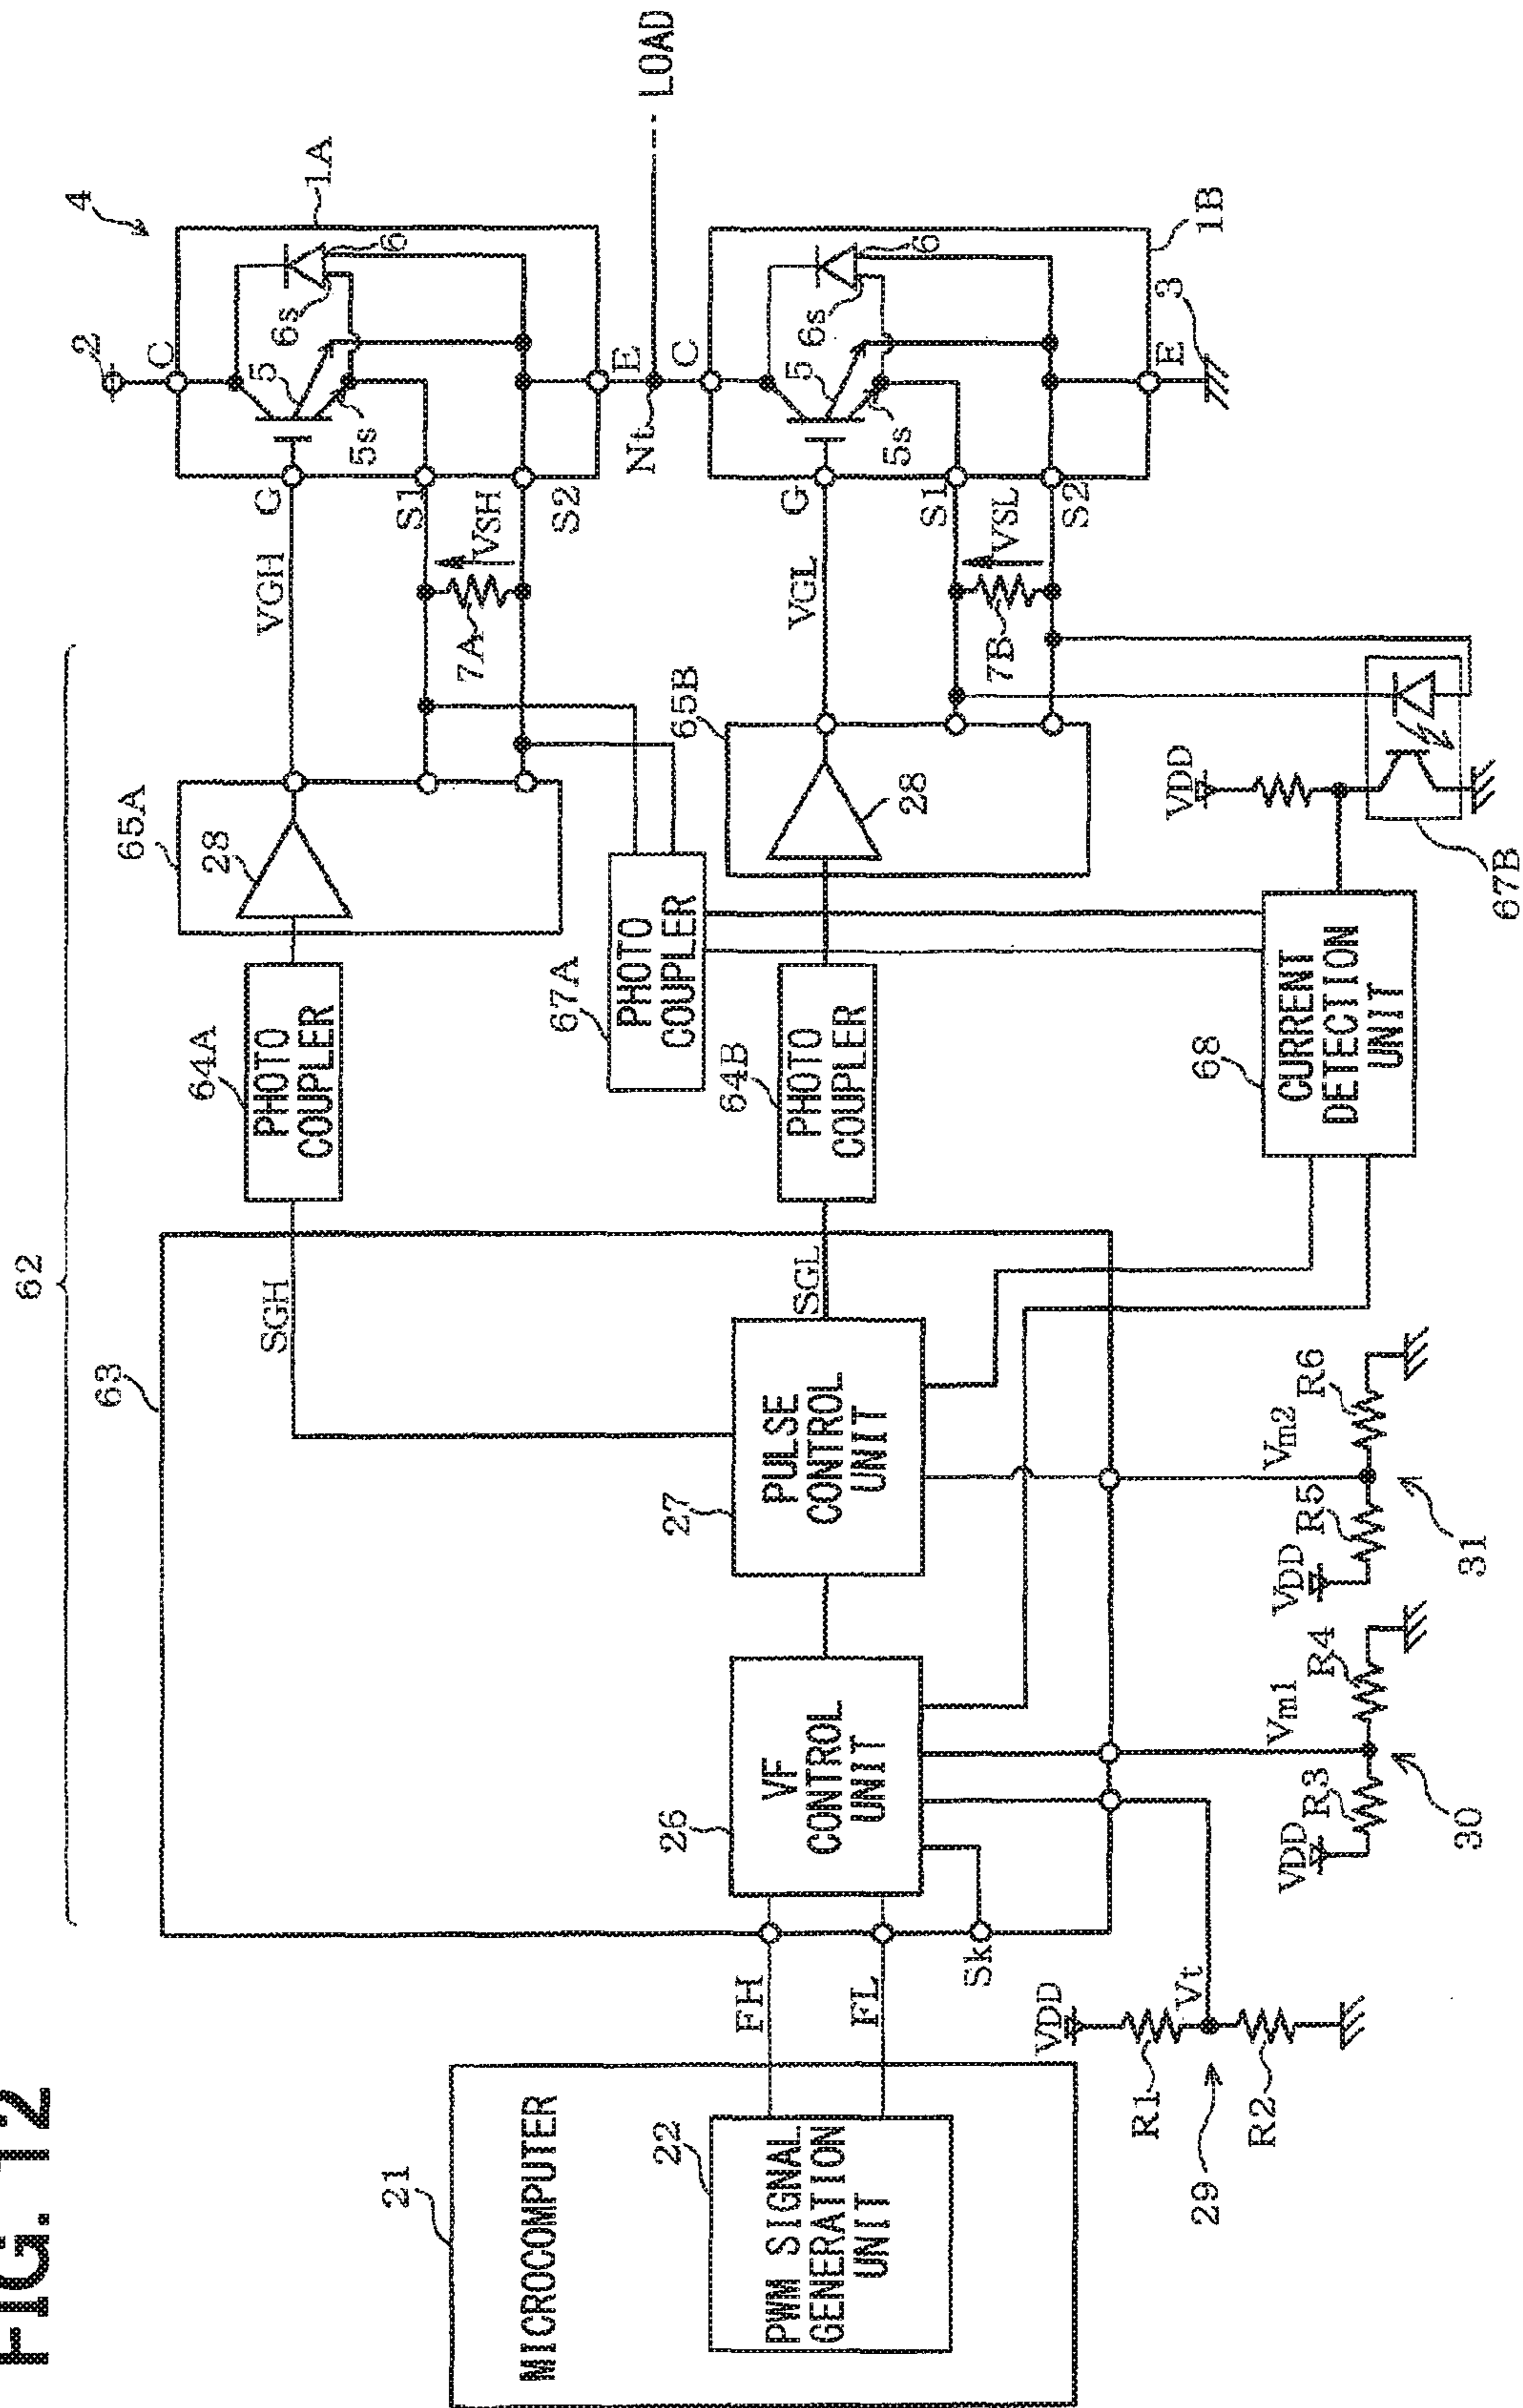 FIG. 12
62
63
21
MICROCOMPUTER
22
PWM SIGNAL
GENERATION
UNIT
FH
FL
Sk
26
VF
CONTROL
UNIT
27
PULSE
CONTROL
UNIT
SGH
SGL
64A
PHOTO
COUPLER
64B
PHOTO
COUPLER
67A
PHOTO
COUPLER
65A
28
65B
28
VGH
VGL
7A
VSH
7B
VSL
4
2
C
G
S1
S2
E
5
5s
6s
6
1A
Nt
LOAD
C
G
S1
S2
E
5
5s
6s
6
1B
3
68
CURRENT
DETECTION
UNIT
VDD
67B
VDD
R1
Vt
R2
29
VDD
R3
Vm1
R4
30
VDD
R5
Vm2
R6
31